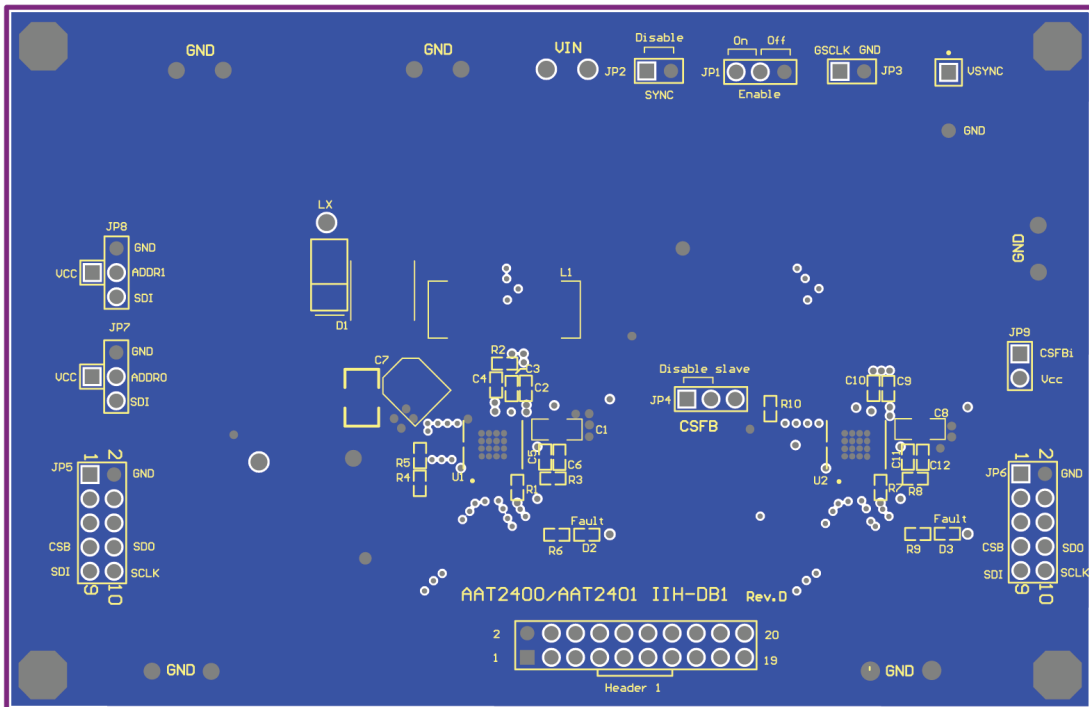 Disable
On Off
GND
GND
VIN
JP2
JP1
GSCLK GND
JP3
VSYNC
SYNC
Enable
GND
LX
JP8
GND
VCC
ADDR1
SDI
GND
L1
D1
JP7
GND
VCC
ADDR0
SDI
JP9
CSFBi
Vcc
C7
R2
C3
C4
C2
Disable slave
JP4
CSFB
R10
C10
C9
C1
C8
R5
R4
U1
C5
C6
R3
R1
U2
C11
C12
R8
R7
1 2
JP5
GND
CSB
SDO
SDI
SCLK
9 10
1 2
JP6
GND
CSB
SDO
SDI
SCLK
9 10
Fault
R6
D2
Fault
R9
D3
AAT2400/AAT2401 IIH-DB1 Rev.D
2
20
1
19
Header 1
GND
GND